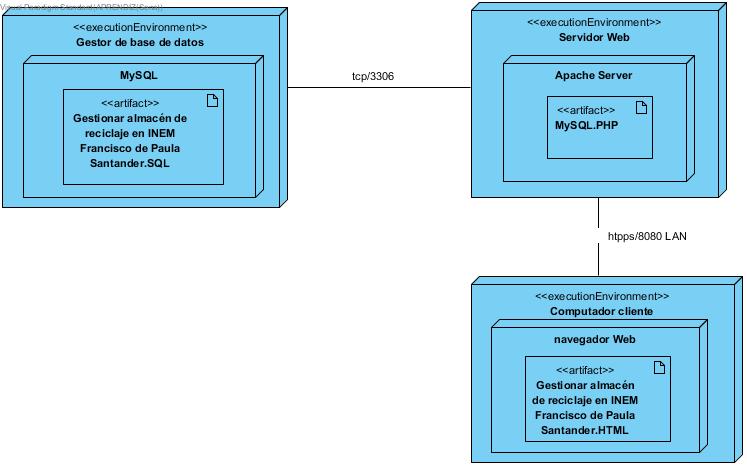 Visual Paradigm Standard(APRENDIZ(Sena))
<<executionEnvironment>>
Gestor de base de datos
MySQL
<<artifact>>
Gestionar almacén de
reciclaje en INEM
Francisco de Paula
Santander.SQL
tcp/3306
<<executionEnvironment>>
Servidor Web
Apache Server
<<artifact>>
MySQL.PHP
htpps/8080 LAN
<<executionEnvironment>>
Computador cliente
navegador Web
<<artifact>>
Gestionar almacén
de reciclaje en INEM
Francisco de Paula
Santander.HTML